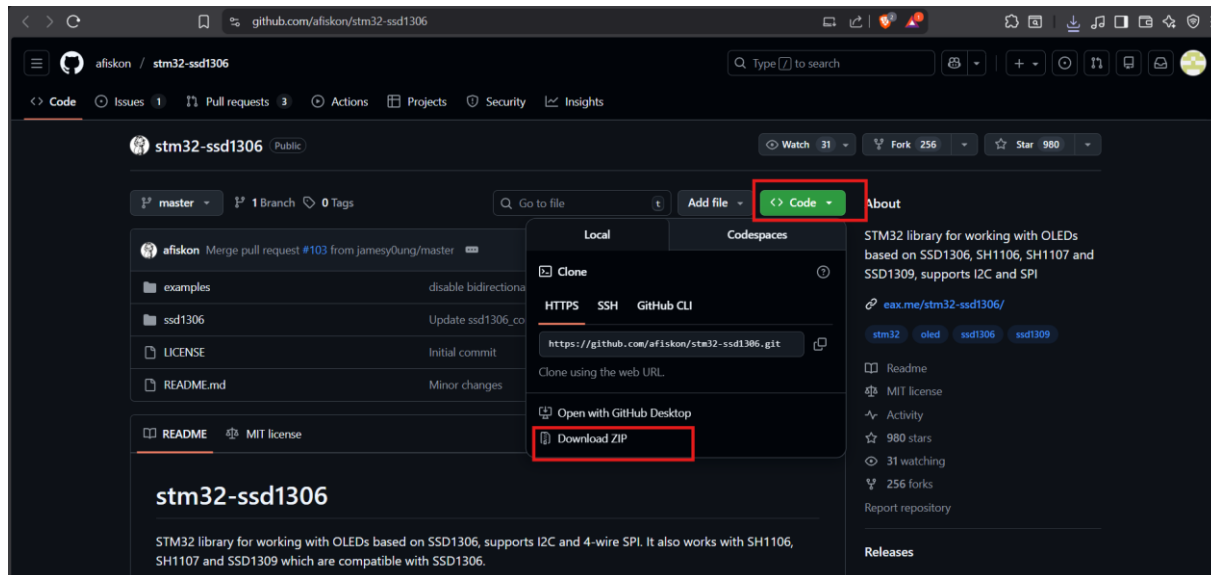 github.com/afiskon/stm32-ssd1306
afiskon / stm32-ssd1306
Type / to search
Code Issues 1 Pull requests 3 Actions Projects Security Insights
stm32-ssd1306 Public
Watch 31 Fork 256 Star 980
master 1 Branch 0 Tags Go to file t Add file Code
Local Codespaces
Clone
HTTPS SSH GitHub CLI
https://github.com/afiskon/stm32-ssd1306.git
Clone using the web URL.
Open with GitHub Desktop
Download ZIP
afiskon Merge pull request #103 from jamesy0ung/master
examples disable bidirectiona
ssd1306 Update ssd1306_co
LICENSE Initial commit
README.md Minor changes
README MIT license
stm32-ssd1306
STM32 library for working with OLEDs based on SSD1306, supports I2C and 4-wire SPI. It also works with SH1106,
SH1107 and SSD1309 which are compatible with SSD1306.
About
STM32 library for working with OLEDs
based on SSD1306, SH1106, SH1107 and
SSD1309, supports I2C and SPI
eax.me/stm32-ssd1306/
stm32 oled ssd1306 ssd1309
Readme
MIT license
Activity
980 stars
31 watching
256 forks
Report repository
Releases